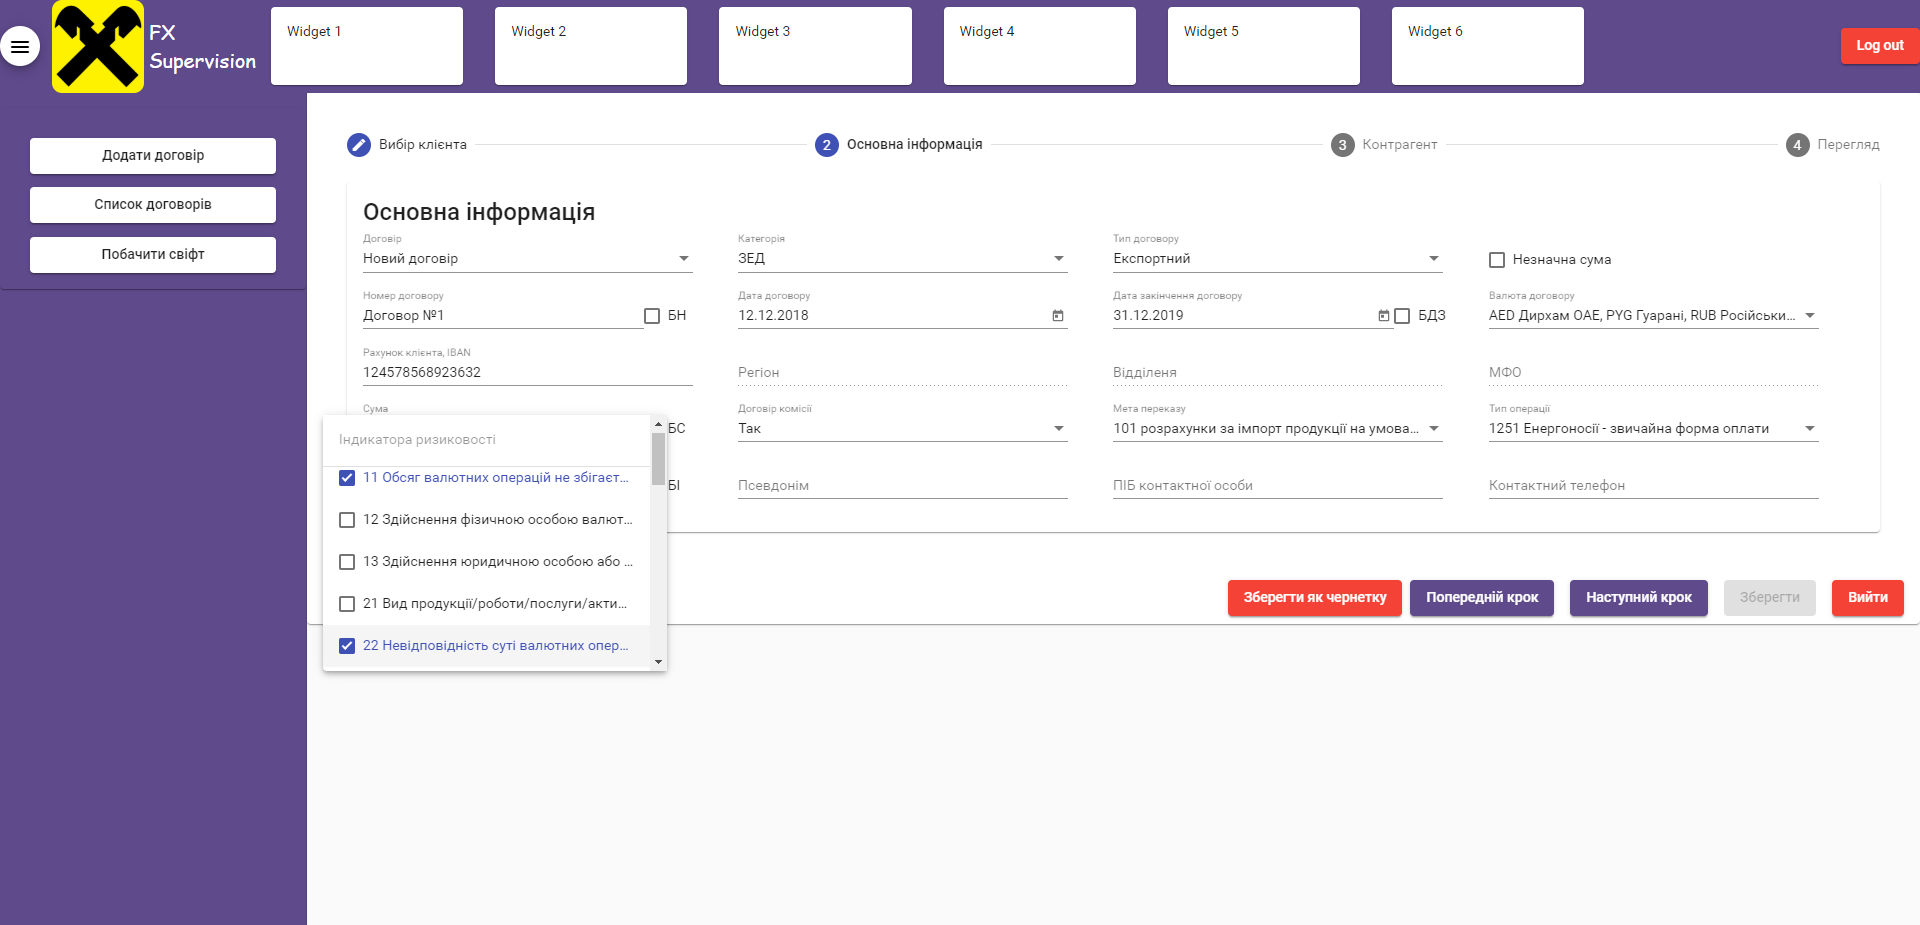 FX
Supervision
Widget 1
Widget 2
Widget 3
Widget 4
Widget 5
Widget 6
Log out
Додати договір
Список договорів
Побачити свіфт
Вибір клієнта
2 Основна інформація
3 Контрагент
4 Перегляд
Основна інформація
Договір
Новий договір
Категорія
ЗЕД
Тип договору
Експортний
Незначна сума
Номер договору
Договор №1
БН
Дата договору
12.12.2018
Дата закінчення договору
31.12.2019
БДЗ
Валюта договору
AED Дирхам ОАЕ, PYG Гуарані, RUB Російськи...
Рахунок клієнта, IBAN
124578568923632
Регіон
Відділеня
МФО
Сума
БС
Договір комісії
Так
Мета переказу
101 розрахунки за імпорт продукції на умова...
Тип операції
1251 Енергоносії - звичайна форма оплати
Індикатора ризиковості
11 Обсяг валютних операцій не збігаєт...
12 Здійснення фізичною особою валют...
13 Здійснення юридичною особою або ...
21 Вид продукції/роботи/послуги/акти...
22 Невідповідність суті валютних опер...
БІ
Псевдонім
ПІБ контактної особи
Контактний телефон
Зберегти як чернетку
Попередній крок
Наступний крок
Зберегти
Вийти